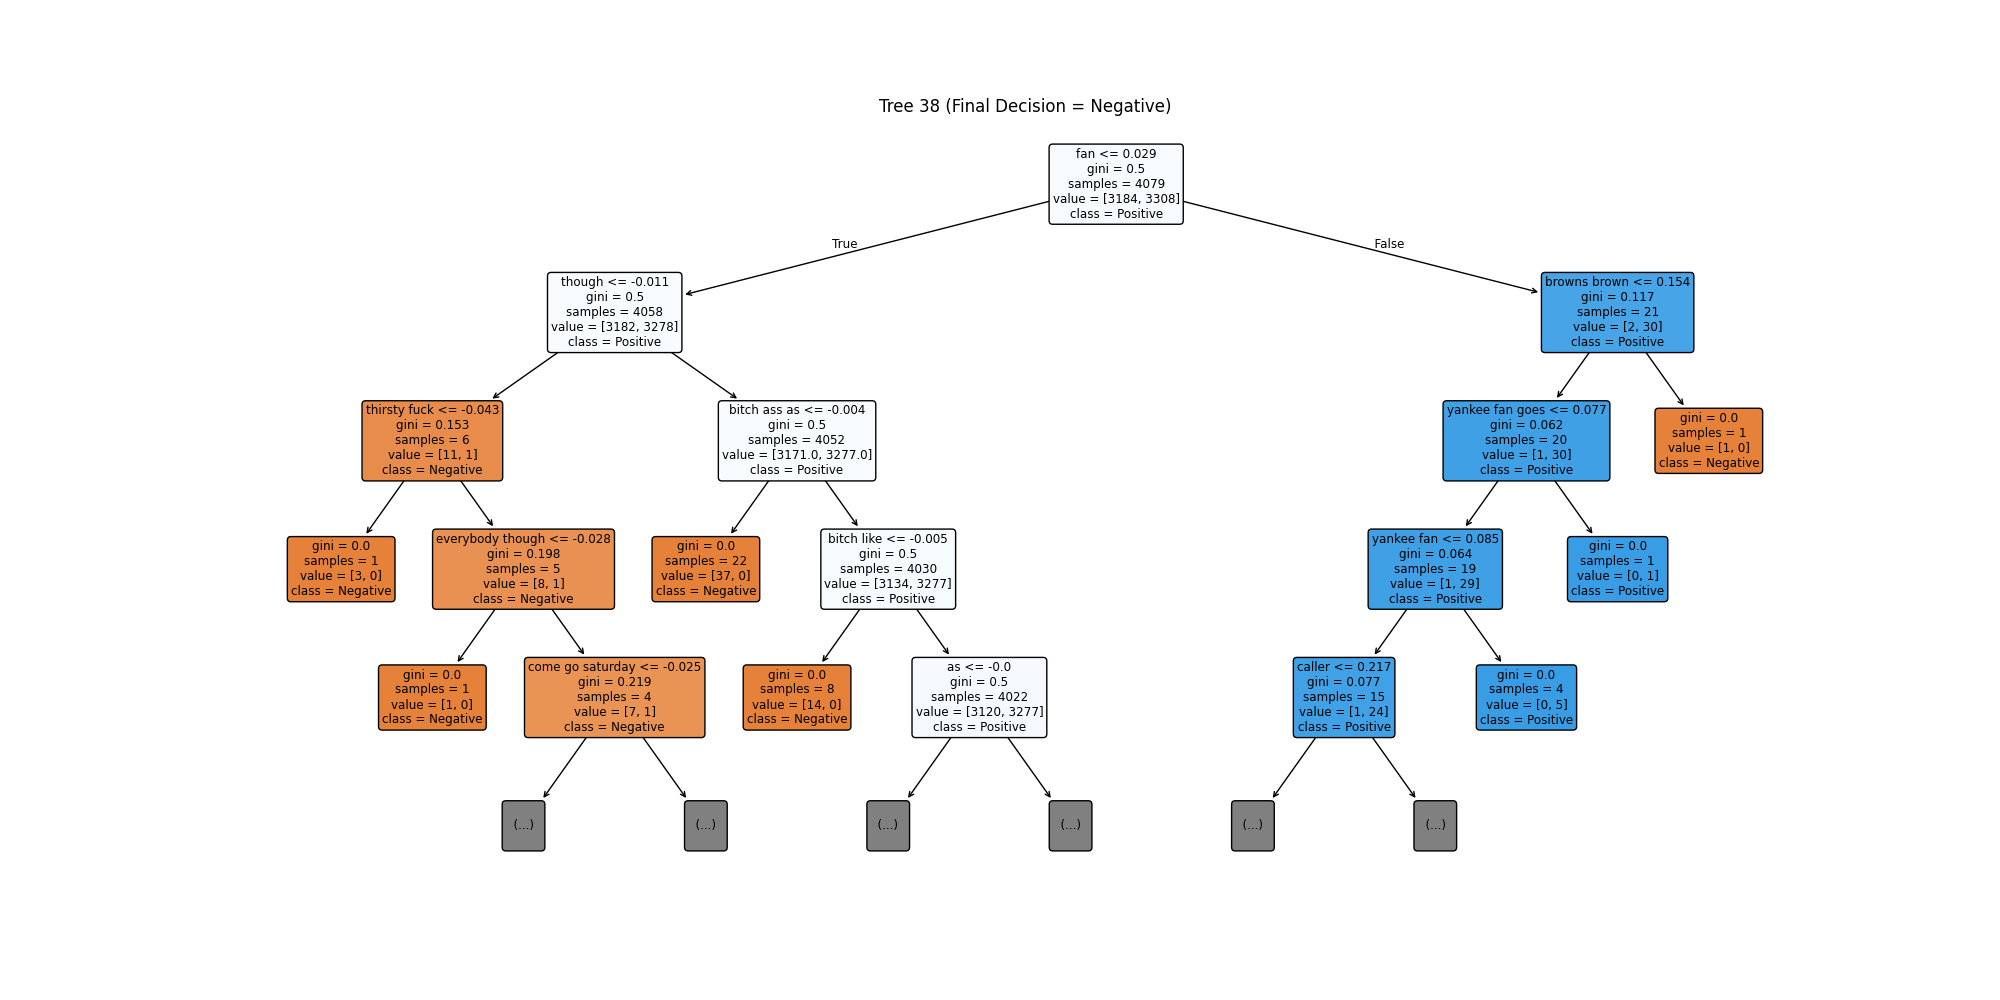 Tree 38 (Final Decision = Negative)
fan <= 0.029
gini = 0.5
samples = 4079
value = [3184, 3308]
class = Positive
True
False
though <= -0.011
gini = 0.5
samples = 4058
value = [3182, 3278]
class = Positive
browns brown <= 0.154
gini = 0.117
samples = 21
value = [2, 30]
class = Positive
thirsty fuck <= -0.043
gini = 0.153
samples = 6
value = [11, 1]
class = Negative
bitch ass as <= -0.004
gini = 0.5
samples = 4052
value = [3171.0, 3277.0]
class = Positive
yankee fan goes <= 0.077
gini = 0.062
samples = 20
value = [1, 30]
class = Positive
gini = 0.0
samples = 1
value = [1, 0]
class = Negative
gini = 0.0
samples = 1
value = [3, 0]
class = Negative
everybody though <= -0.028
gini = 0.198
samples = 5
value = [8, 1]
class = Negative
gini = 0.0
samples = 22
value = [37, 0]
class = Negative
bitch like <= -0.005
gini = 0.5
samples = 4030
value = [3134, 3277]
class = Positive
yankee fan <= 0.085
gini = 0.064
samples = 19
value = [1, 29]
class = Positive
gini = 0.0
samples = 1
value = [0, 1]
class = Positive
gini = 0.0
samples = 1
value = [1, 0]
class = Negative
come go saturday <= -0.025
gini = 0.219
samples = 4
value = [7, 1]
class = Negative
gini = 0.0
samples = 8
value = [14, 0]
class = Negative
as <= -0.0
gini = 0.5
samples = 4022
value = [3120, 3277]
class = Positive
caller <= 0.217
gini = 0.077
samples = 15
value = [1, 24]
class = Positive
gini = 0.0
samples = 4
value = [0, 5]
class = Positive
(...)
(...)
(...)
(...)
(...)
(...)